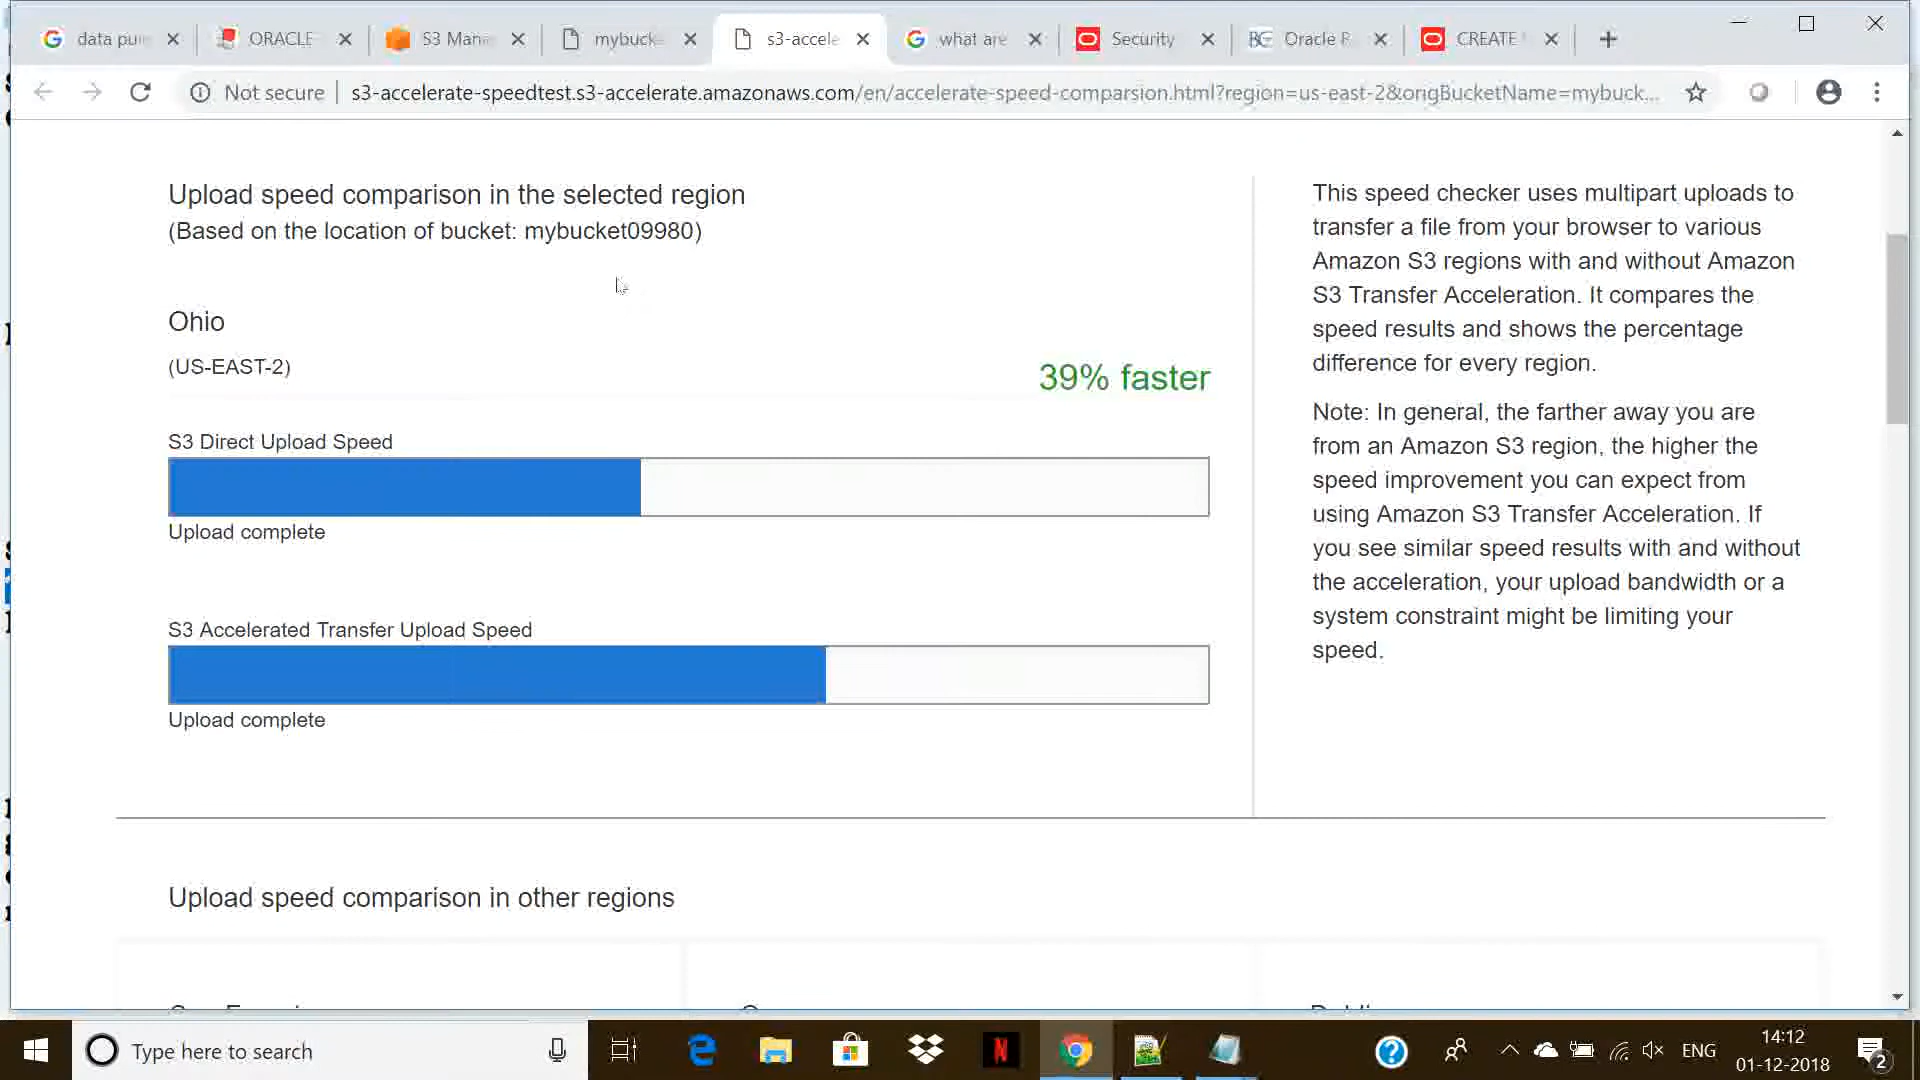 data pu
ORACLE
S3 Mana
mybucke
s3-accele
what are
Security
Oracle R
CREATE
Not secure
s3-accelerate-speedtest.s3-accelerate.amazonaws.com/en/accelerate-speed-comparsion.html?region=us-east-2&origBucketName=mybuck...
Upload speed comparison in the selected region
(Based on the location of bucket: mybucket09980)
Ohio
(US-EAST-2)
39% faster
S3 Direct Upload Speed
Upload complete
S3 Accelerated Transfer Upload Speed
Upload complete
This speed checker uses multipart uploads to
transfer a file from your browser to various
Amazon S3 regions with and without Amazon
S3 Transfer Acceleration. It compares the
speed results and shows the percentage
difference for every region.
Note: In general, the farther away you are
from an Amazon S3 region, the higher the
speed improvement you can expect from
using Amazon S3 Transfer Acceleration. If
you see similar speed results with and without
the acceleration, your upload bandwidth or a
system constraint might be limiting your
speed.
Upload speed comparison in other regions
Type here to search
ENG
14:12
01-12-2018
2